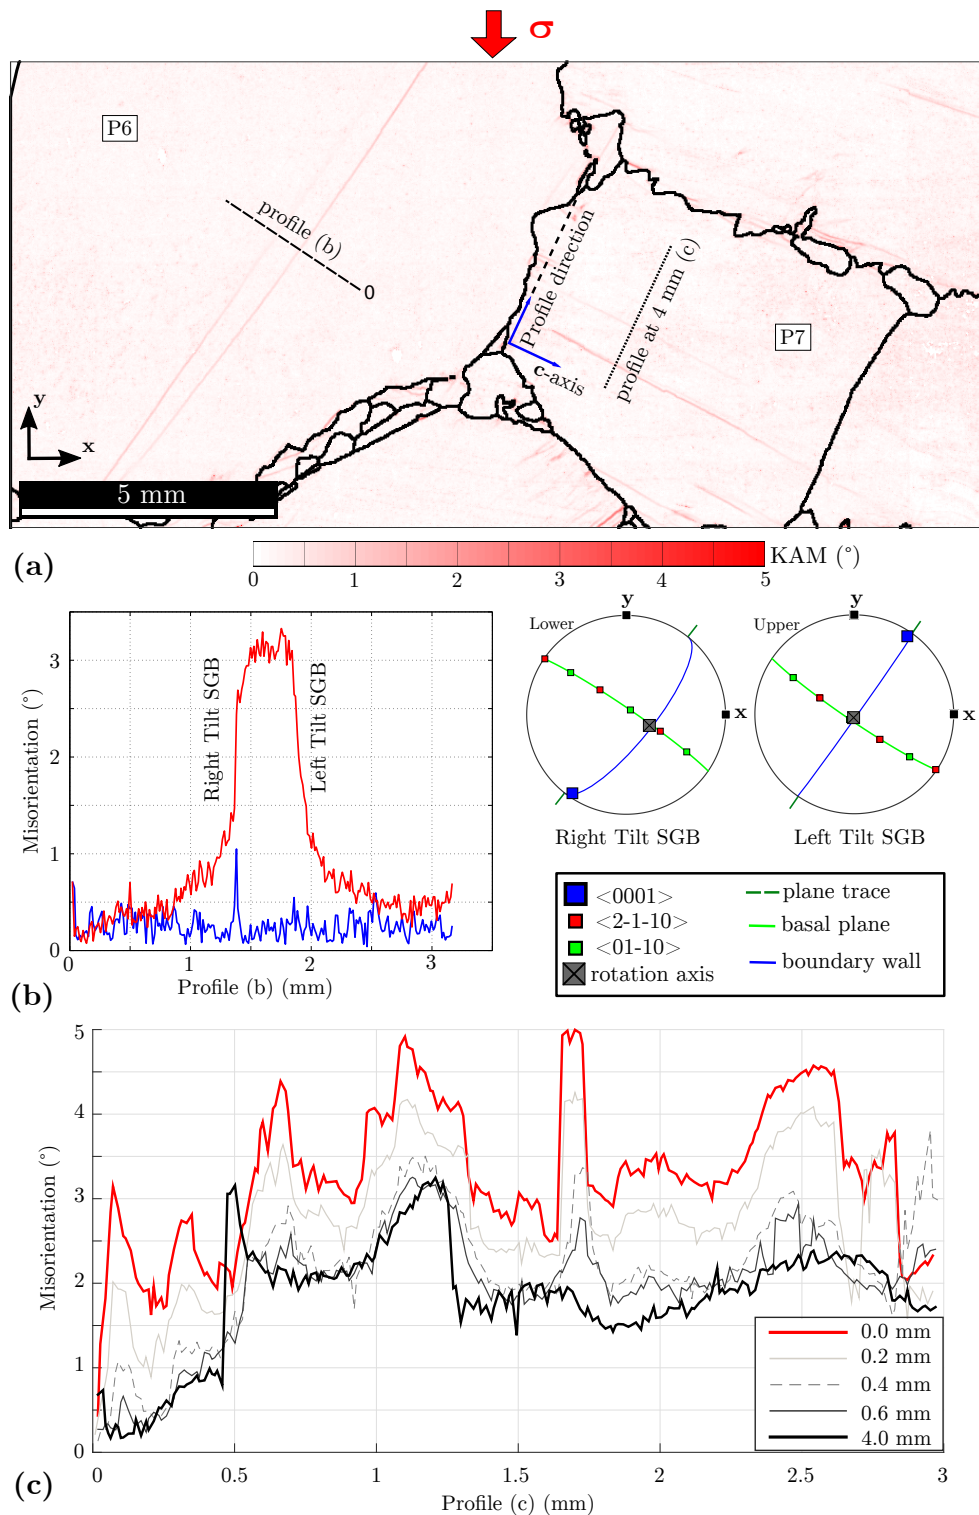 σ
P6
profile (b)
0
Profile direction
profile at 4 mm (c)
P7
c-axis
y
x
5 mm
(a)
KAM (°)
0 1 2 3 4 5
Misorientation (°)
3
2
1
0
Right Tilt SGB
Left Tilt SGB
0 1 2 3
Profile (b) (mm)
(b)
Lower
y
x
Right Tilt SGB
Upper
y
x
Left Tilt SGB
<0001>
<2-1-10>
<01-10>
rotation axis
plane trace
basal plane
boundary wall
Misorientation (°)
5
4
3
2
1
0
0 0.5 1 1.5 2 2.5 3
Profile (c) (mm)
0.0 mm
0.2 mm
0.4 mm
0.6 mm
4.0 mm
(c)